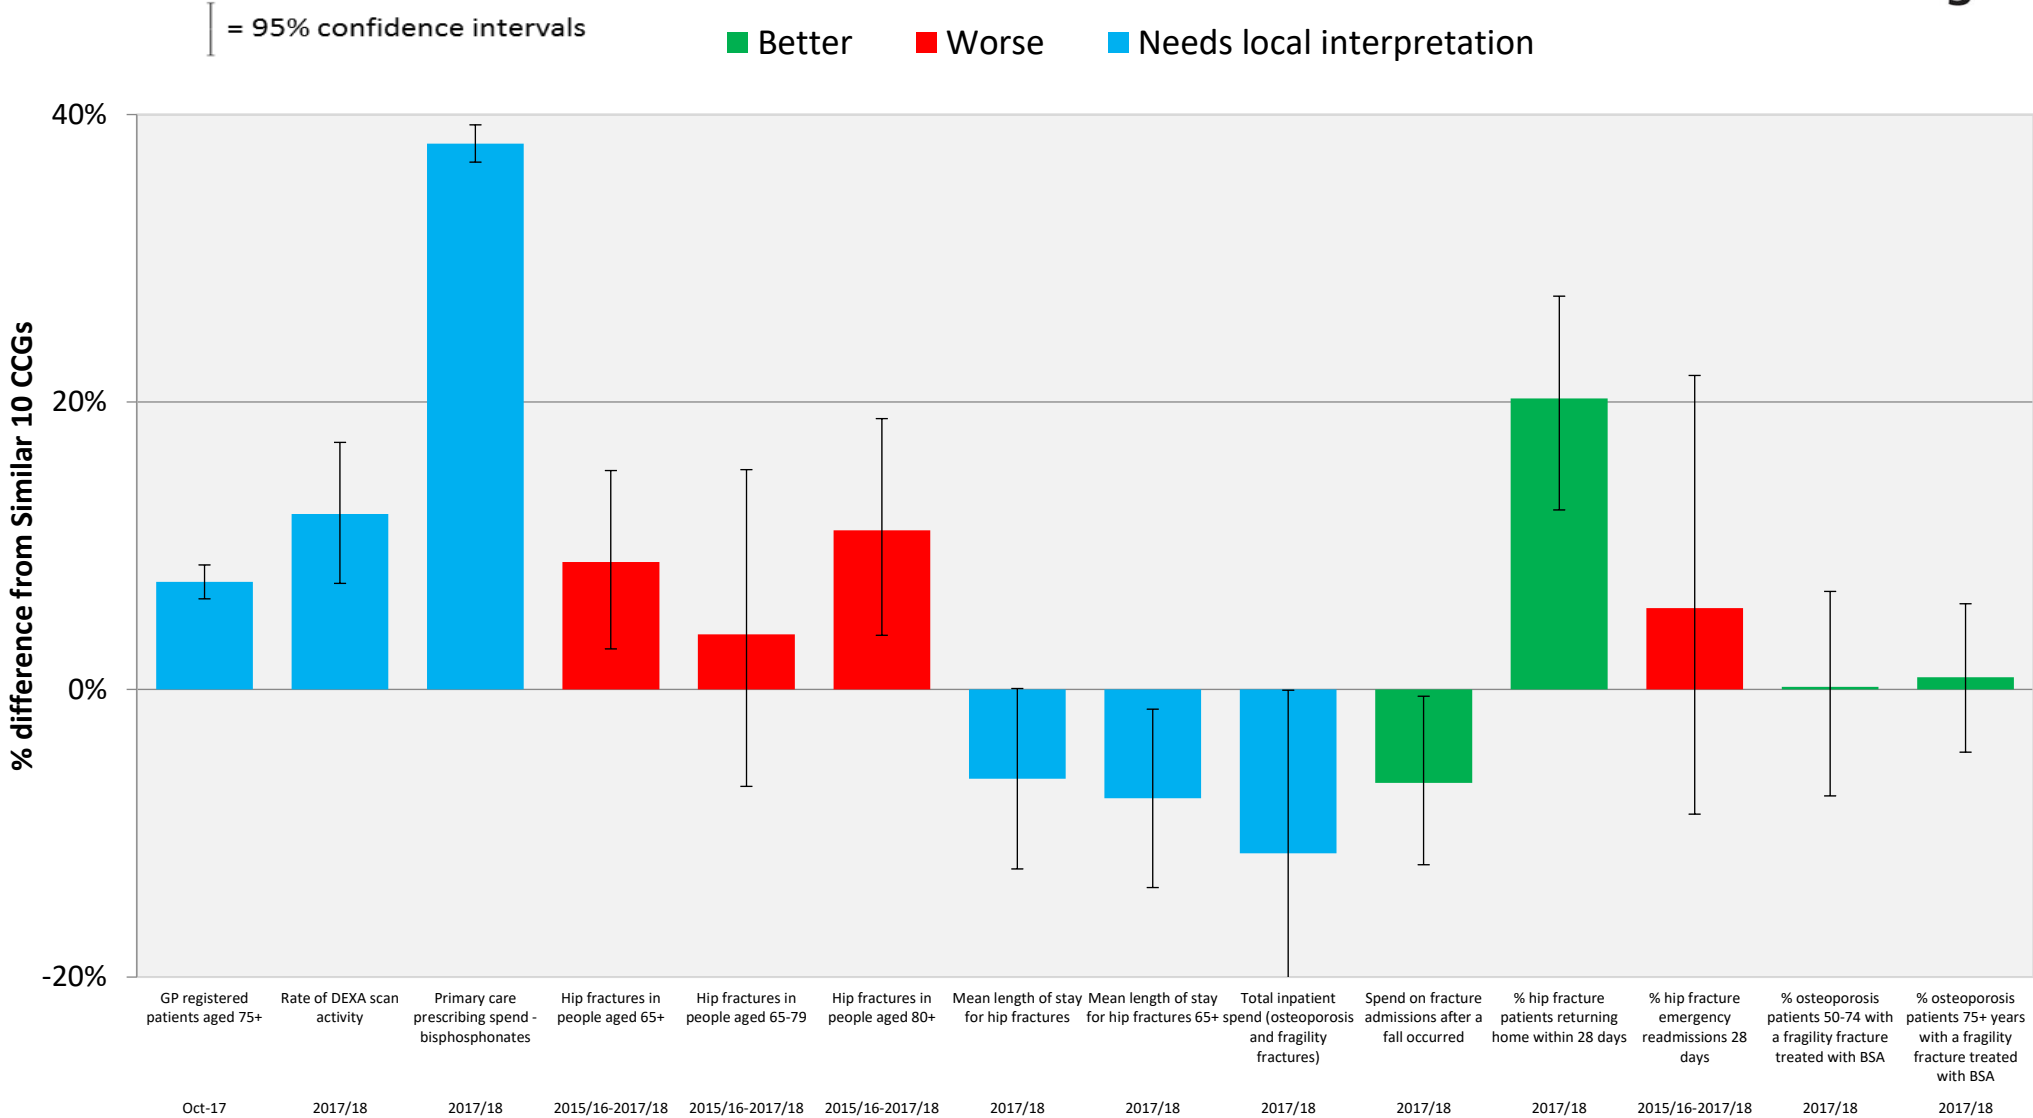 = 95% confidence intervals
Better
Worse
Needs local interpretation
% difference from Similar 10 CCGs
40%
20%
0%
-20%
GP registered
patients aged 75+
Oct-17
Rate of DEXA scan
activity
2017/18
Primary care
prescribing spend -
bisphosphonates
2017/18
Hip fractures in
people aged 65+
2015/16-2017/18
Hip fractures in
people aged 65-79
2015/16-2017/18
Hip fractures in
people aged 80+
2015/16-2017/18
Mean length of stay
for hip fractures
2017/18
Mean length of stay
for hip fractures 65+
2017/18
Total inpatient
spend (osteoporosis
and fragility
fractures)
2017/18
Spend on fracture
admissions after a
fall occurred
2017/18
% hip fracture
patients returning
home within 28 days
2017/18
% hip fracture
emergency
readmissions 28
days
2015/16-2017/18
% osteoporosis
patients 50-74 with
a fragility fracture
treated with BSA
2017/18
% osteoporosis
patients 75+ years
with a fragility
fracture treated
with BSA
2017/18